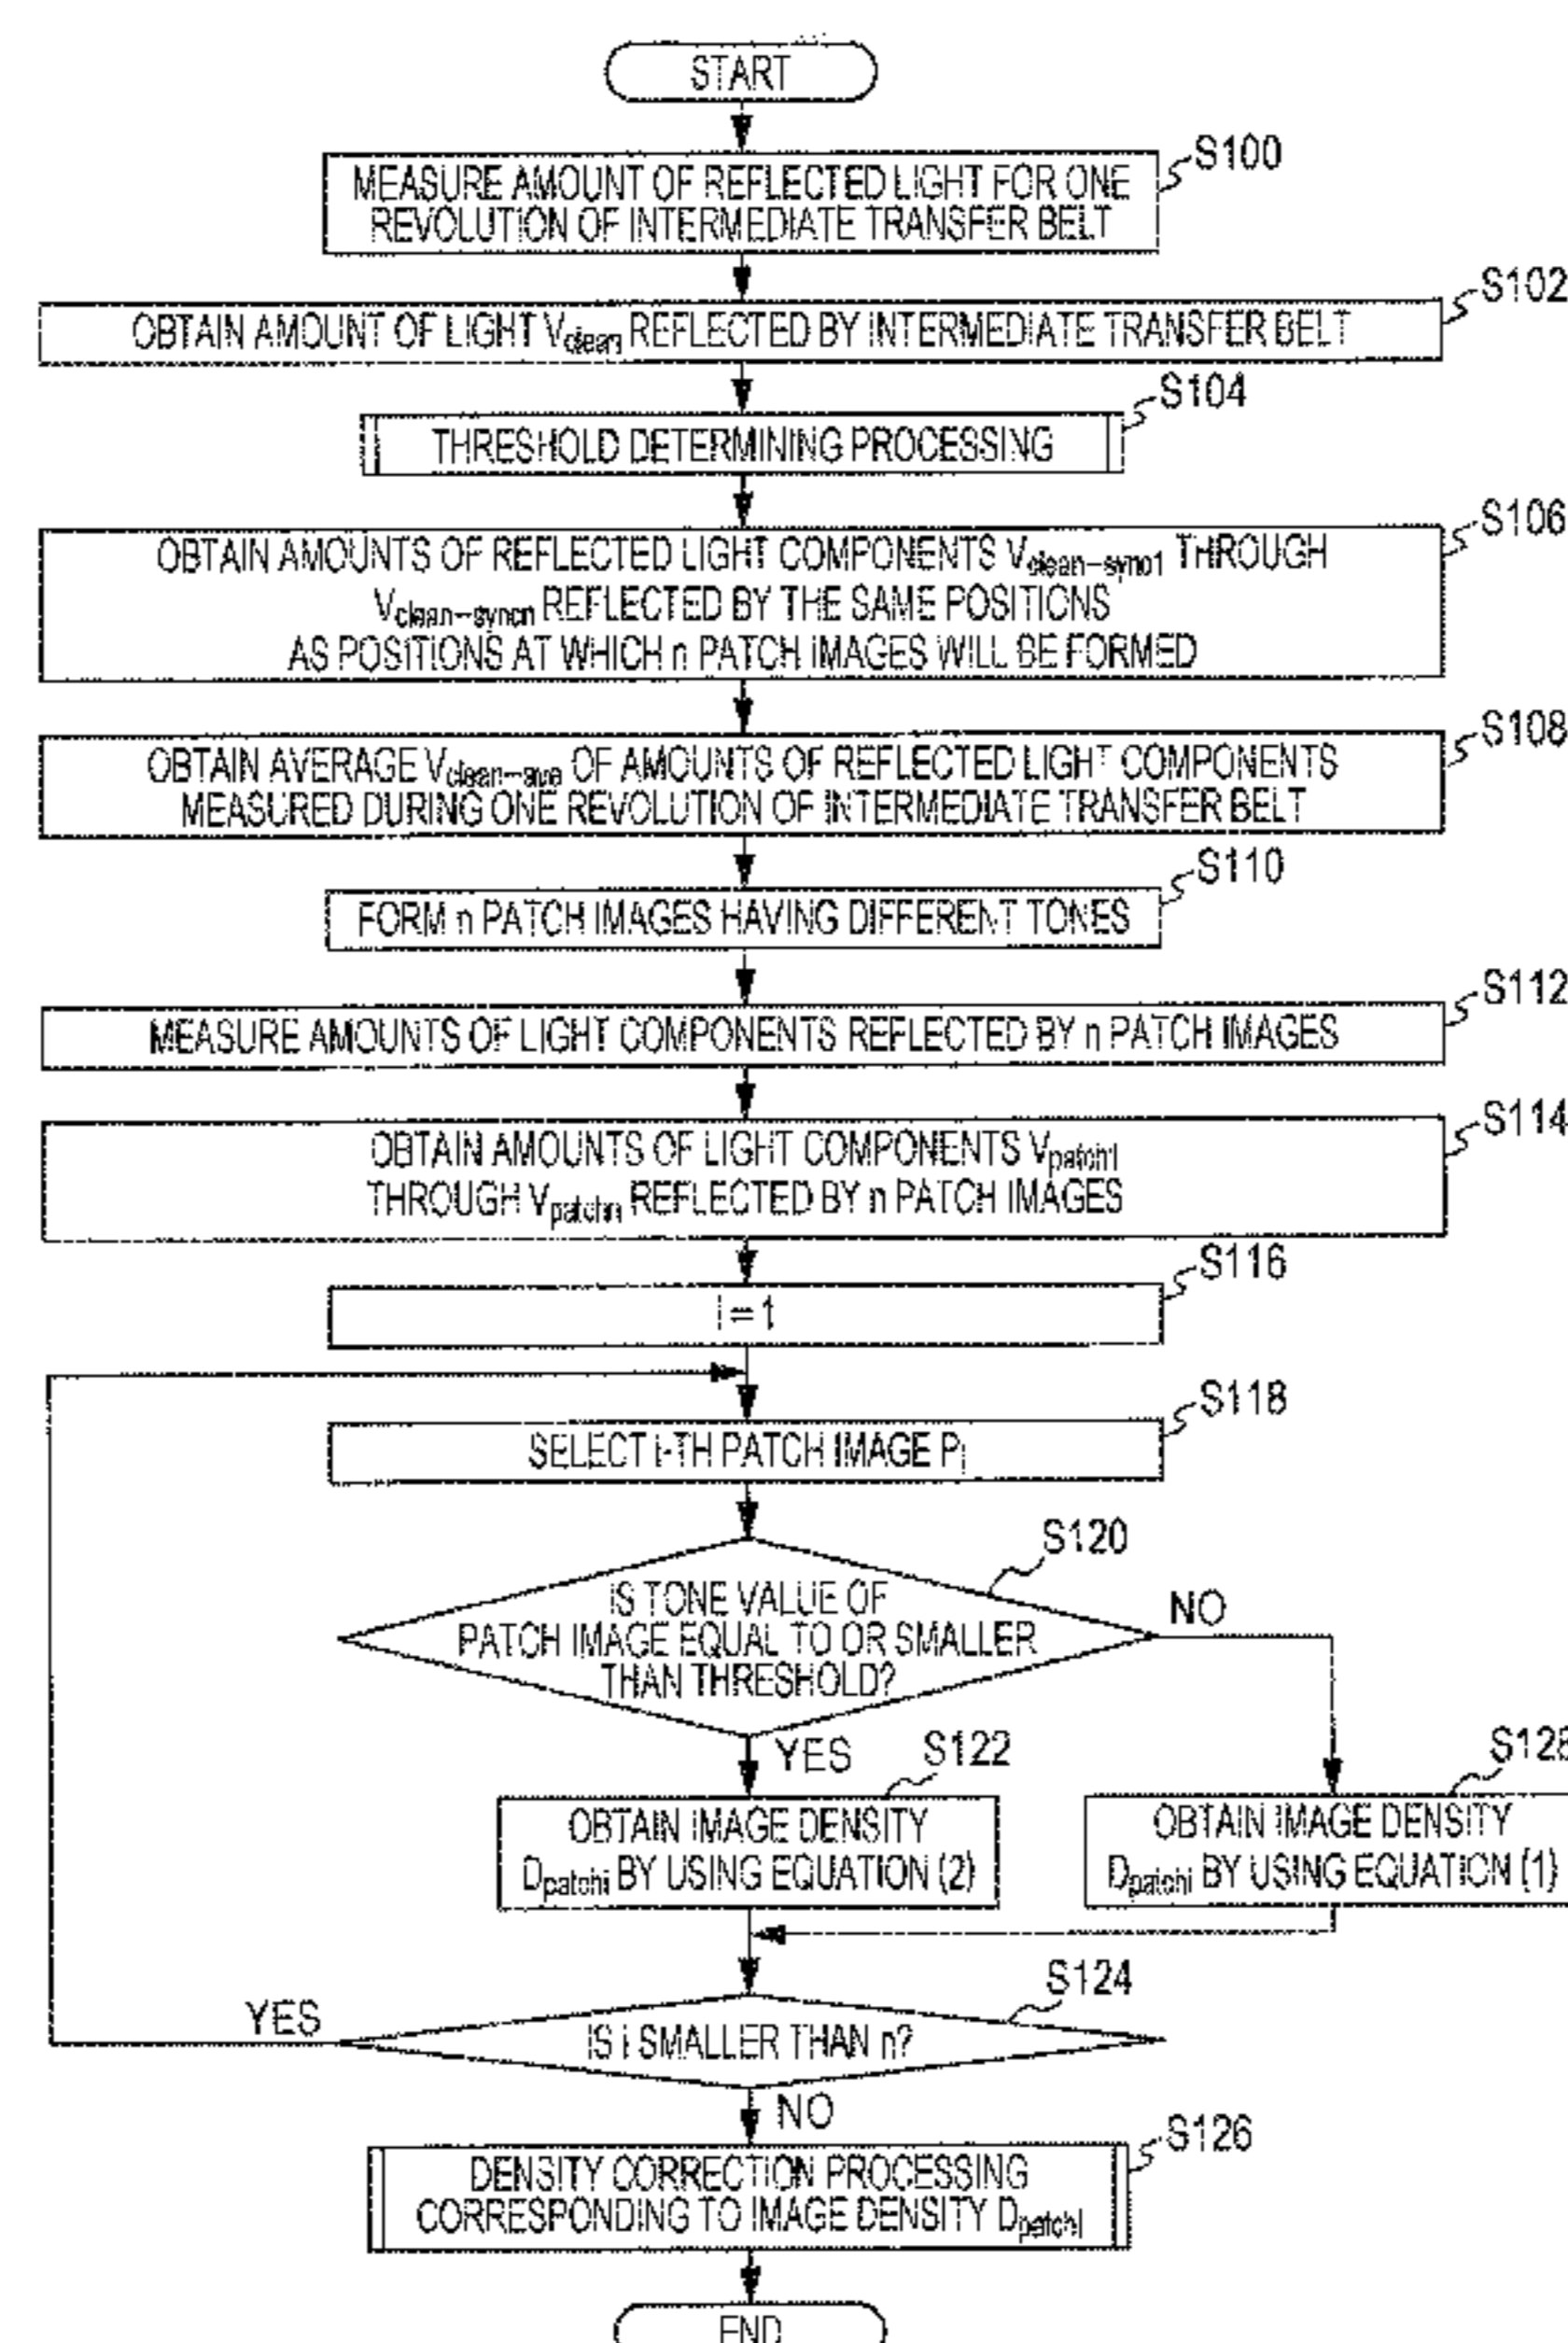 START
S100
MEASURE AMOUNT OF REFLECTED LIGHT FOR ONE
REVOLUTION OF INTERMEDIATE TRANSFER BELT
S102
OBTAIN AMOUNT OF LIGHT Vclean REFLECTED BY INTERMEDIATE TRANSFER BELT
S104
THRESHOLD DETERMINING PROCESSING
S106
OBTAIN AMOUNTS OF REFLECTED LIGHT COMPONENTS Vclean-sync1 THROUGH
Vclean-syncn REFLECTED BY THE SAME POSITIONS
AS POSITIONS AT WHICH n PATCH IMAGES WILL BE FORMED
S108
OBTAIN AVERAGE Vclean-ave OF AMOUNTS OF REFLECTED LIGHT COMPONENTS
MEASURED DURING ONE REVOLUTION OF INTERMEDIATE TRANSFER BELT
S110
FORM n PATCH IMAGES HAVING DIFFERENT TONES
S112
MEASURE AMOUNTS OF LIGHT COMPONENTS REFLECTED BY n PATCH IMAGES
S114
OBTAIN AMOUNTS OF LIGHT COMPONENTS Vpatch1
THROUGH Vpatchn REFLECTED BY n PATCH IMAGES
S116
i = 1
S118
SELECT i-TH PATCH IMAGE Pi
S120
IS TONE VALUE OF
PATCH IMAGE EQUAL TO OR SMALLER
THAN THRESHOLD?
NO
YES
S122
OBTAIN IMAGE DENSITY
Dpatchi BY USING EQUATION (2)
S128
OBTAIN IMAGE DENSITY
Dpatchi BY USING EQUATION (1)
S124
YES
IS i SMALLER THAN n?
NO
S126
DENSITY CORRECTION PROCESSING
CORRESPONDING TO IMAGE DENSITY Dpatchi
END